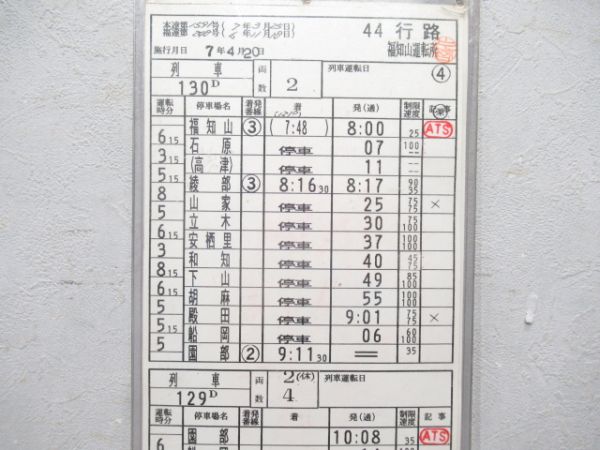 44 行路
福知山運転所
施行月日 7年4月20日
④
列車 両数 2 列車運転日
130D
運転時分 停車場名 着発番線 着 発(通) 制限速度 記事
福知山 ③ (7:48) 8:00 25 ATS
6 15 石原 停車 07 100
3 15 (高津) 停車 11
5 綾部 ③ 8:16 30 8:17 90 35
8 山家 停車 25 75 75 ×
5 立木 停車 30 75 100
6 15 安栖里 停車 37 100 100
3 和知 停車 40 45 75
8 15 下山 停車 49 85 100
6 15 胡麻 停車 55 100 100
5 殿田 停車 9:01 75 75 ×
5 15 船岡 停車 06 60 100
5 園部 ② 9:11 30 35
列車 両数 2(休) 4 列車運転日
129D
運転時分 停車場名 着発番線 着 発(通) 制限速度 記事
園部 10:08 35 ATS